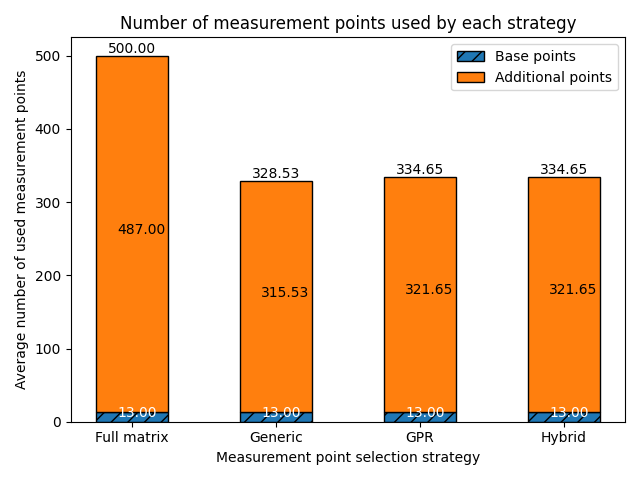 Number of measurement points used by each strategy
Base points
Additional points
500.00
328.53
334.65
334.65
487.00
315.53
321.65
321.65
13.00
13.00
13.00
13.00
500
400
300
200
100
0
Average number of used measurement points
Full matrix
Generic
GPR
Hybrid
Measurement point selection strategy